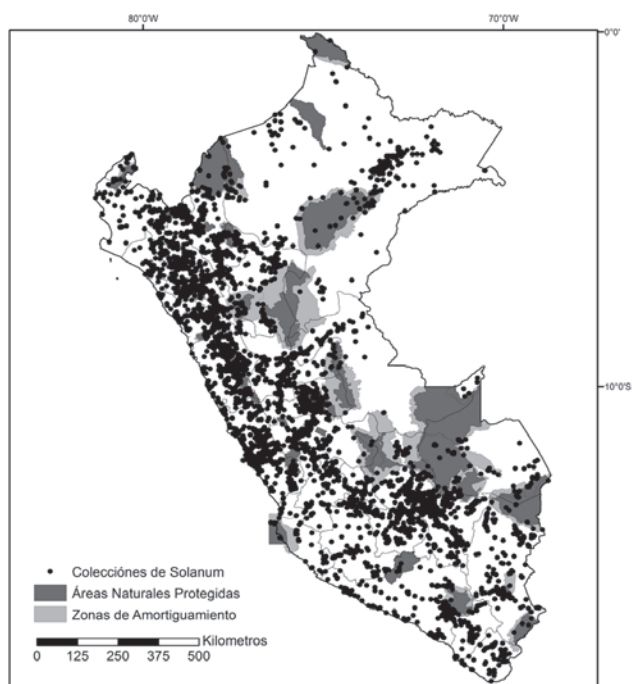 80°0'W 70°0'W
0°0'
10°0'S
Colecciónes de Solanum
Áreas Naturales Protegidas
Zonas de Amortiguamiento
Kilometros
0 125 250 375 500